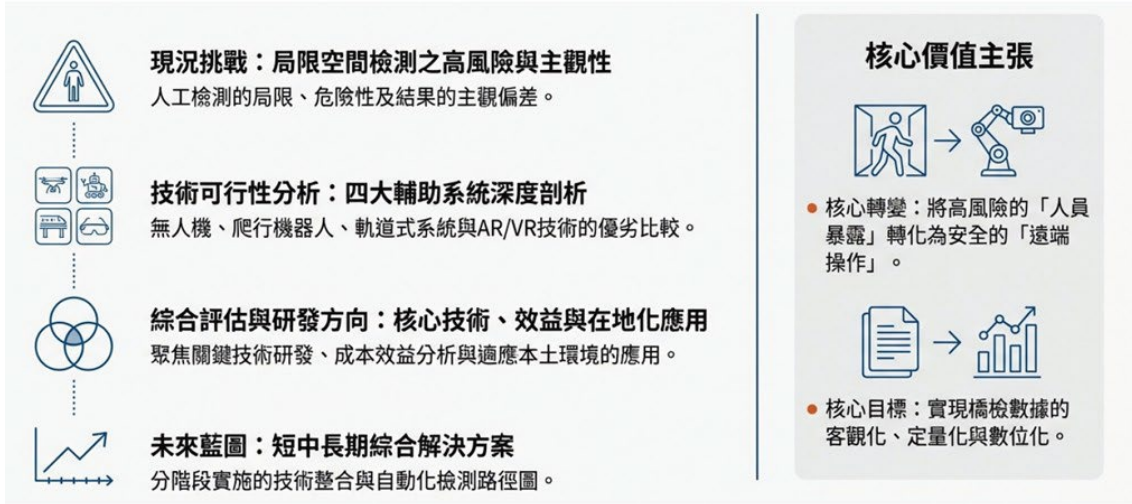 現況挑戰：局限空間檢測之高風險與主觀性
人工檢測的局限、危險性及結果的主觀偏差。
技術可行性分析：四大輔助系統深度剖析
無人機、爬行機器人、軌道式系統與AR/VR技術的優劣比較。
綜合評估與研發方向：核心技術、效益與在地化應用
聚焦關鍵技術研發、成本效益分析與適應本土環境的應用。
未來藍圖：短中長期綜合解決方案
分階段實施的技術整合與自動化檢測路徑圖。
核心價值主張
核心轉變：將高風險的「人員
暴露」轉化為安全的「遠端
操作」。
核心目標：實現橋檢數據的
客觀化、定量化與數位化。